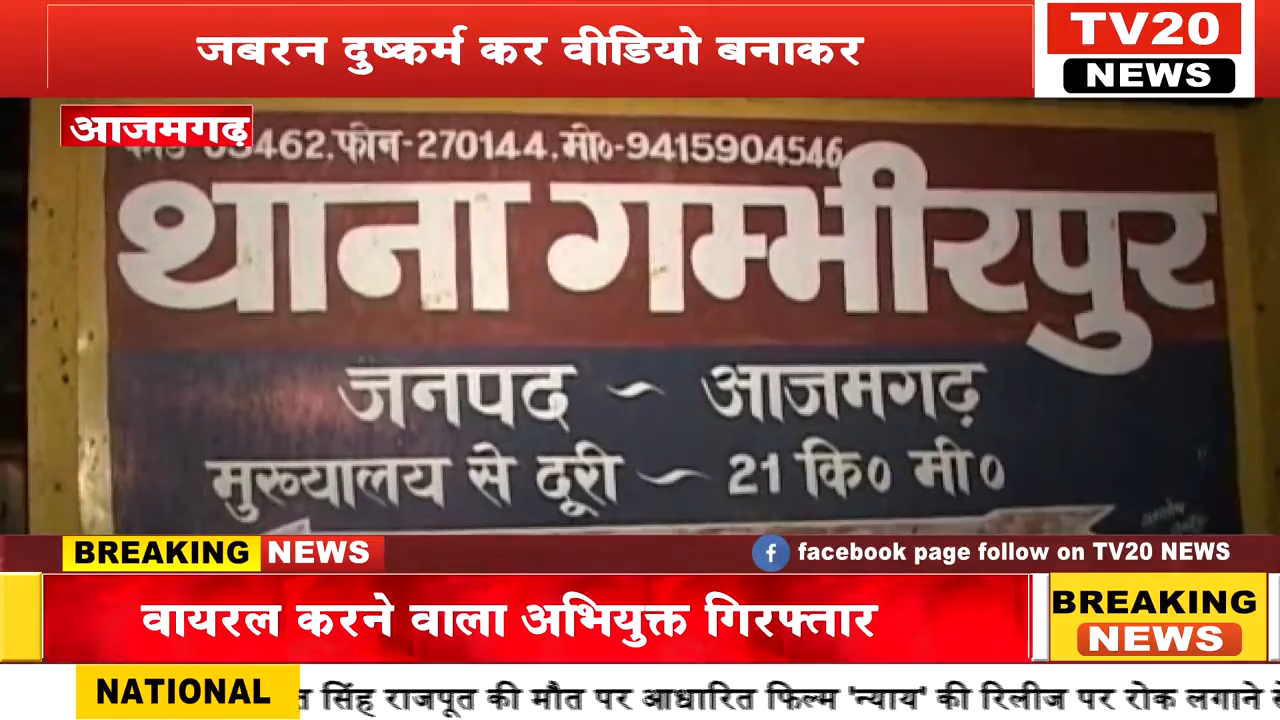 जबरन दुष्कर्म कर वीडियो बनाकर
TV20
NEWS
आजमगढ़
462, फोन-270144, मो०-9415904546
थाना गम्भीरपुर
जनपद ~ आजमगढ़
मुख्यालय से दूरी ~ 21 कि० मी०
BREAKING NEWS
facebook page follow on TV20 NEWS
वायरल करने वाला अभियुक्त गिरफ्तार
BREAKING
NEWS
NATIONAL
सिंह राजपूत की मौत पर आधारित फिल्म 'न्याय' की रिलीज पर रोक लगाने